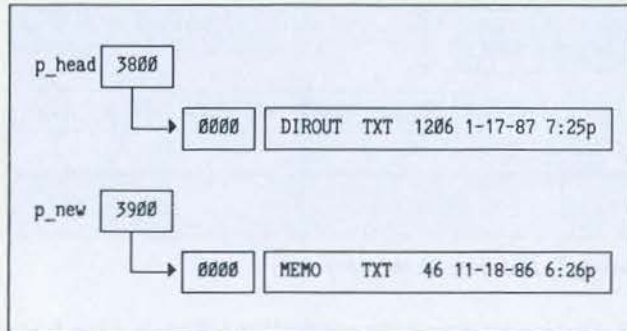 p_head 3800
0000 DIROUT TXT 1206 1-17-87 7:25p
p_new 3900
0000 MEMO TXT 46 11-18-86 6:26p